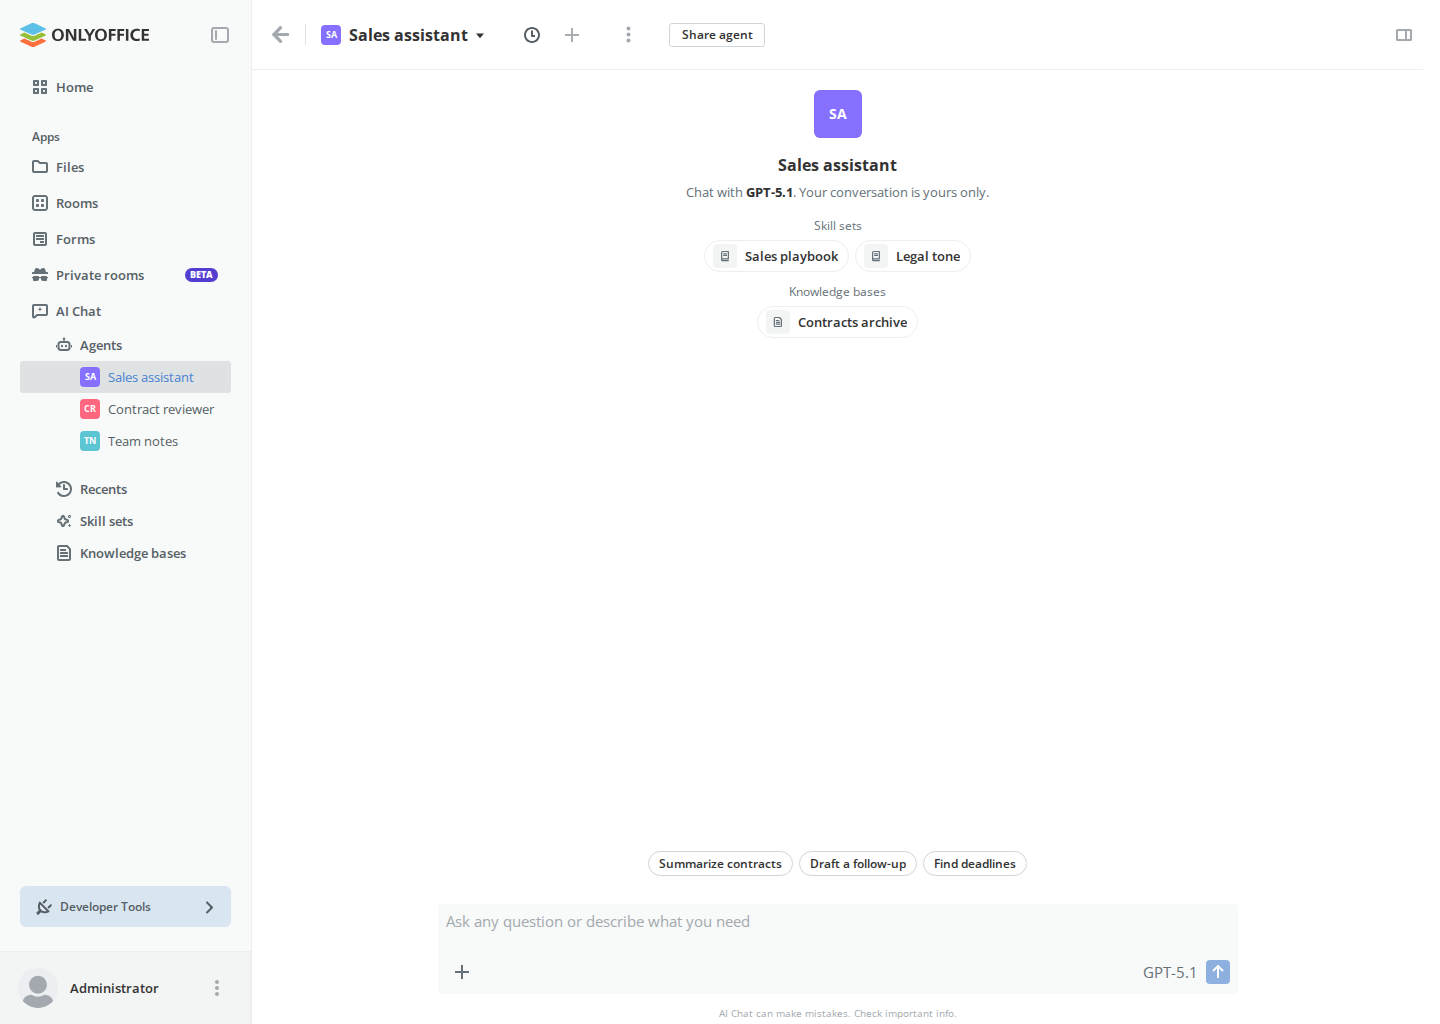 ONLYOFFICE
Home
Apps
Files
Rooms
Forms
Private rooms BETA
AI Chat
Agents
SA Sales assistant
CR Contract reviewer
TN Team notes
Recents
Skill sets
Knowledge bases
Developer Tools
Administrator
SA Sales assistant
Share agent
SA
Sales assistant
Chat with GPT-5.1. Your conversation is yours only.
Skill sets
Sales playbook Legal tone
Knowledge bases
Contracts archive
Summarize contracts Draft a follow-up Find deadlines
Ask any question or describe what you need
GPT-5.1
AI Chat can make mistakes. Check important info.